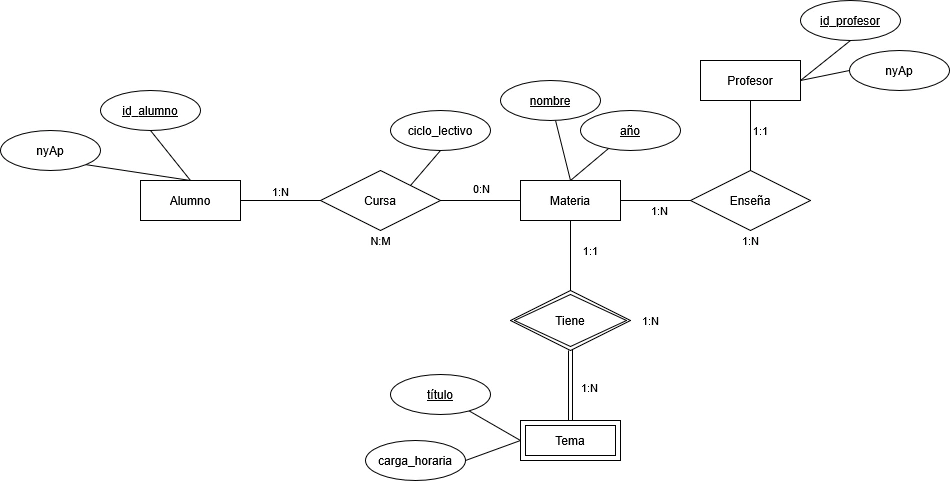 id_profesor
Profesor
nyAp
id_alumno
nombre
nyAp
ciclo_lectivo
año
1:1
Alumno
1:N
Cursa
0:N
Materia
1:N
Enseña
N:M
1:N
1:1
Tiene
1:N
1:N
título
Tema
carga_horaria